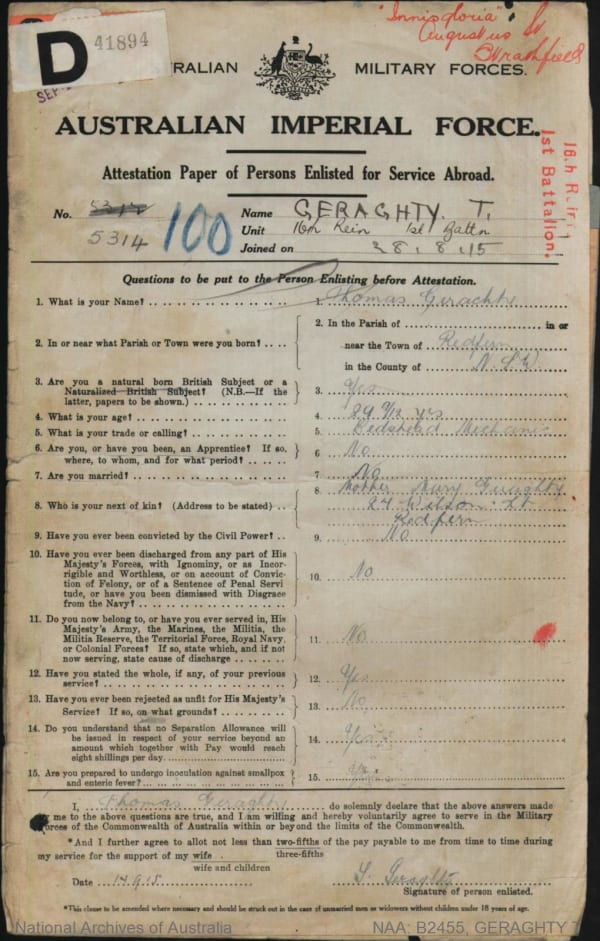 "Innisgloria"
Augustus St
Strathfield
D 41894
SEP
RALIAN MILITARY FORCES.
AUSTRALIAN IMPERIAL FORCE.
16th Reinf
1st Battalion.
Attestation Paper of Persons Enlisted for Service Abroad.
No. 5314 Name GERAGHTY. T.
5314 100 Unit 16th Rein 1st Battn
Joined on 28.8.15
Questions to be put to the Person Enlisting before Attestation.
1. What is your Name? 1. Thomas Geraghty
2. In or near what Parish or Town were you born? 2. In the Parish of in or
near the Town of Redfern
in the County of N.S.W
3. Are you a natural born British Subject or a
Naturalized British Subject? (N.B.—If the
latter, papers to be shown.) 3. Yes
4. What is your age? 4. 29 yrs
5. What is your trade or calling? 5. Bedstead Mechanic
6. Are you, or have you been, an Apprentice? If so,
where, to whom, and for what period? 6. No
7. Are you married? 7. No
8. Who is your next of kin? (Address to be stated) 8 Mother Mary Geraghty
24 Wilson St
Redfern
9. Have you ever been convicted by the Civil Power? 9. No
10. Have you ever been discharged from any part of His
Majesty's Forces, with Ignominy, or as Incor-
rigible and Worthless, or on account of Convic-
tion of Felony, or of a Sentence of Penal Servi
tude, or have you been dismissed with Disgrace
from the Navy? 10. No
11. Do you now belong to, or have you ever served in, His
Majesty's Army, the Marines, the Militia, the
Militia Reserve, the Territorial Force, Royal Navy,
or Colonial Forces? If so, state which, and if not
now serving, state cause of discharge 11. No
12. Have you stated the whole, if any, of your previous
service? 12. Yes
13. Have you ever been rejected as unfit for His Majesty's
Service? If so, on what grounds? 13. No
14. Do you understand that no Separation Allowance will
be issued in respect of your service beyond an
amount which together with Pay would reach
eight shillings per day. 14. Yes
15. Are you prepared to undergo inoculation against smallpox
and enteric fever? 15. Yes
I, Thomas Geraghty do solemnly declare that the above answers made
by me to the above questions are true, and I am willing and hereby voluntarily agree to serve in the Military
Forces of the Commonwealth of Australia within or beyond the limits of the Commonwealth.
*And I further agree to allot not less than two-fifths of the pay payable to me from time to time during
three-fifths
my service for the support of my wife .
wife and children
Date 14.9.15 T. Geraghty
Signature of person enlisted.
*This clause to be amended where necessary and should be struck out in the case of unmarried men or widowers without children under 18 years of age.
National Archives of Australia NAA: B2455, GERAGHTY T